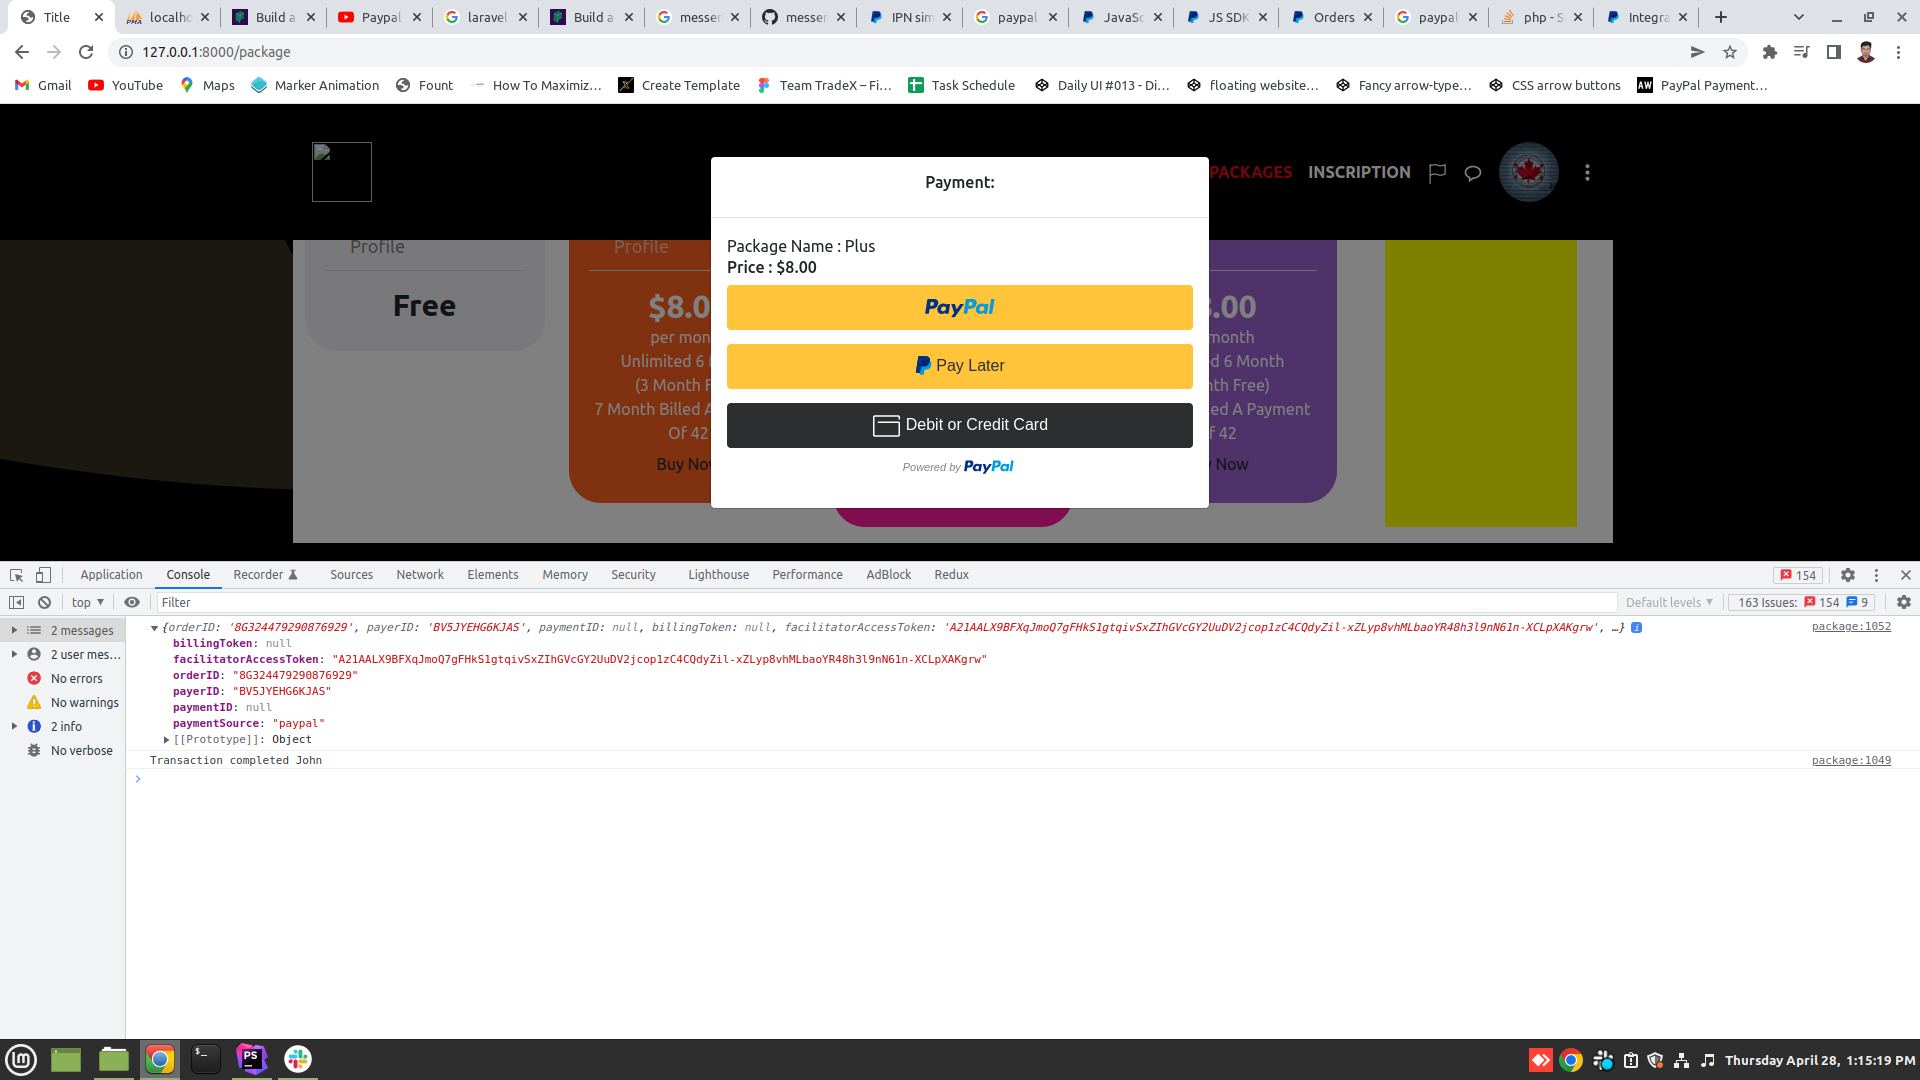 Title
localho
Build a
Paypal
laravel
Build a
messen
messen
IPN sim
paypal
JavaSc
JS SDK
Orders
paypal
php - S
Integra
127.0.0.1:8000/package
Gmail
YouTube
Maps
Marker Animation
Fount
How To Maximiz...
Create Template
Team TradeX – Fi...
Task Schedule
Daily UI #013 - Di...
floating website...
Fancy arrow-type...
CSS arrow buttons
PayPal Payment...
PACKAGES
INSCRIPTION
Payment:
Package Name : Plus
Price : $8.00
PayPal
Pay Later
Debit or Credit Card
Powered by PayPal
Profile
Free
Profile
$8.0
per mon
Unlimited 6
(3 Month F
7 Month Billed A
Of 42
Buy Now
8.00
month
d 6 Month
nth Free)
ed A Payment
f 42
Now
Application
Console
Recorder
Sources
Network
Elements
Memory
Security
Lighthouse
Performance
AdBlock
Redux
154
top
Filter
Default levels
163 Issues: 154 9
2 messages
2 user mes...
No errors
No warnings
2 info
No verbose
{orderID: '8G324479290876929', payerID: 'BV5JYEHG6KJAS', paymentID: null, billingToken: null, facilitatorAccessToken: 'A21AALX9BFXqJmoQ7gFHkS1gtqivSxZIhGVcGY2UuDV2jcop1zC4CQdyZil-xZLyp8vhMLbaoYR48h3l9nN61n-XCLpXAKgrw', …}
package:1052
billingToken: null
facilitatorAccessToken: "A21AALX9BFXqJmoQ7gFHkS1gtqivSxZIhGVcGY2UuDV2jcop1zC4CQdyZil-xZLyp8vhMLbaoYR48h3l9nN61n-XCLpXAKgrw"
orderID: "8G324479290876929"
payerID: "BV5JYEHG6KJAS"
paymentID: null
paymentSource: "paypal"
[[Prototype]]: Object
Transaction completed John
package:1049
Thursday April 28, 1:15:19 PM